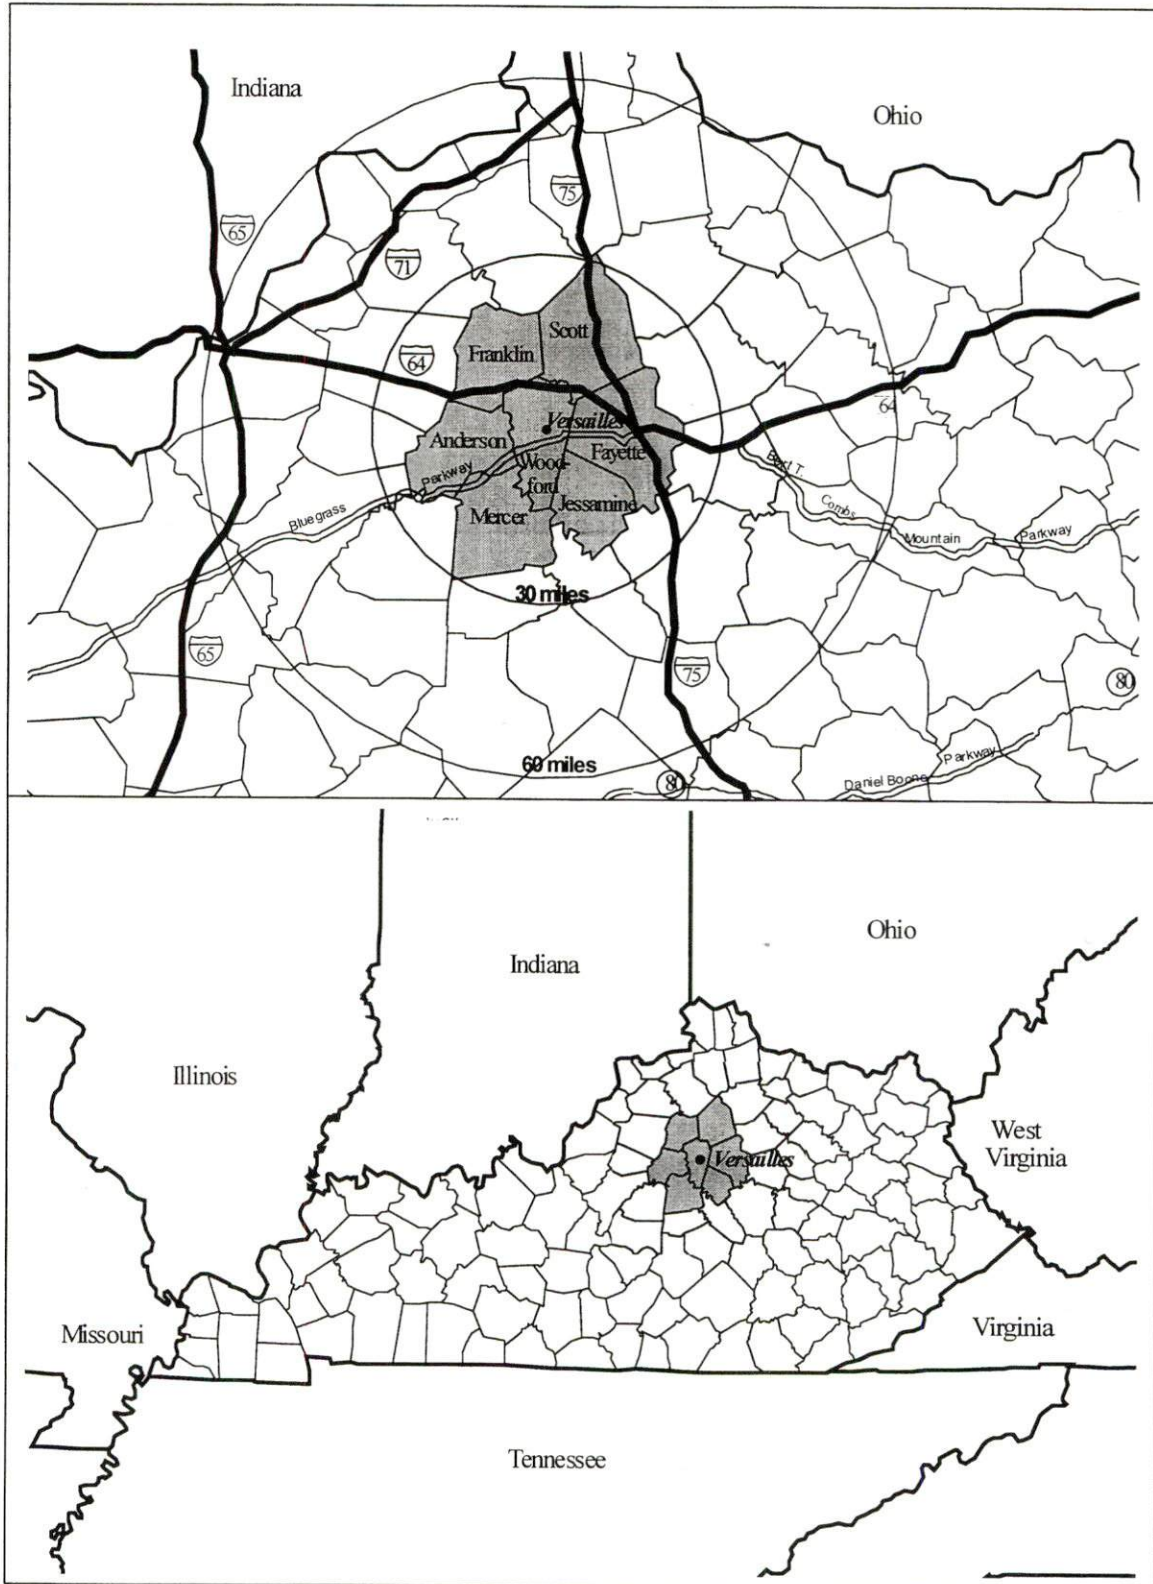 Indiana
Ohio
75
65
71
Scott
64
Franklin
64
Versailles
Anderson
Fayette
Bert T.
Parkway
Wood-
ford
Jessamine
Combs
Bluegrass
Mercer
Mountain
Parkway
30 miles
65
75
80
60 miles
80
Daniel Boone
Parkway
Ohio
Indiana
Illinois
West
Virginia
Versailles
Missouri
Virginia
Tennessee